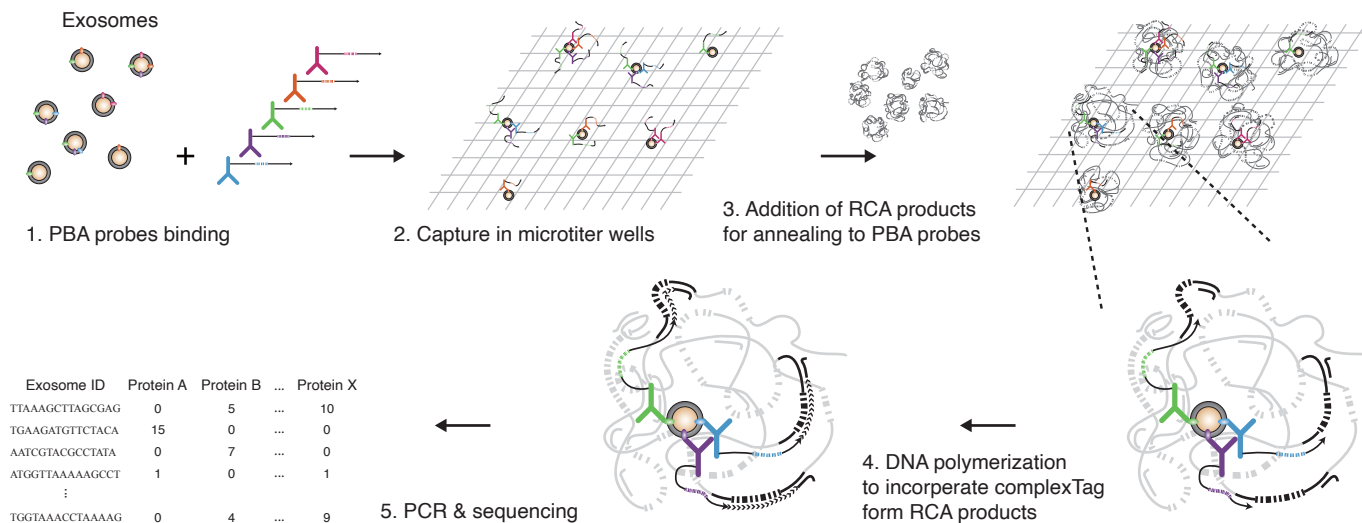 Exosomes
+
1. PBA probes binding
2. Capture in microtiter wells
3. Addition of RCA products
for annealing to PBA probes
4. DNA polymerization
to incorperate complexTag
form RCA products
5. PCR & sequencing
Exosome ID Protein A Protein B ... Protein X
TTAAAGCTTAGCGAG 0 5 ... 10
TGAAGATGTTCTACA 15 0 ... 0
AATCGTACGCCTATA 0 7 ... 0
ATGGTTAAAAAGCCT 1 0 ... 1
⋮
TGGTAAACCTAAAAG 0 4 ... 9